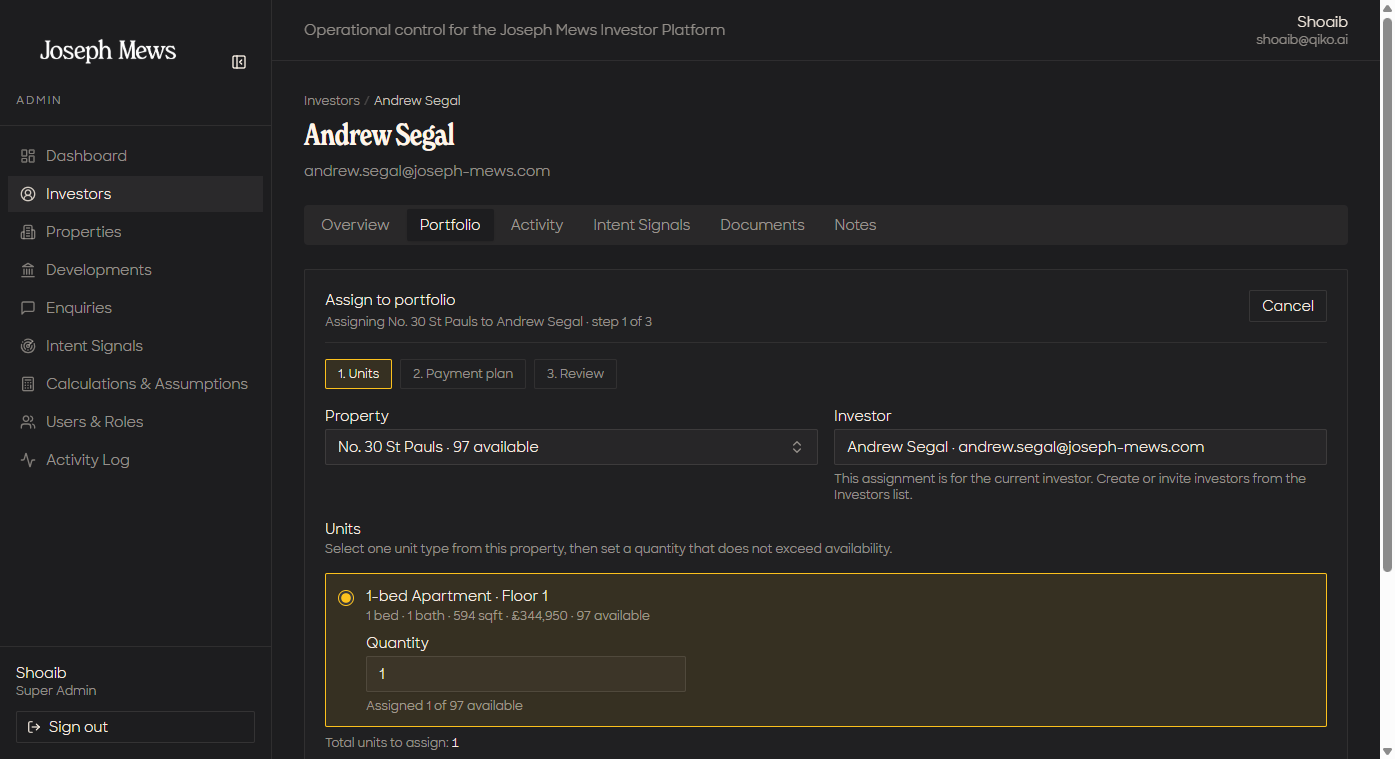 Joseph Mews
ADMIN
Dashboard
Investors
Properties
Developments
Enquiries
Intent Signals
Calculations & Assumptions
Users & Roles
Activity Log
Shoaib
Super Admin
Sign out
Operational control for the Joseph Mews Investor Platform
Shoaib
shoaib@qiko.ai
Investors / Andrew Segal
Andrew Segal
andrew.segal@joseph-mews.com
Overview Portfolio Activity Intent Signals Documents Notes
Assign to portfolio
Assigning No. 30 St Pauls to Andrew Segal · step 1 of 3
Cancel
1. Units 2. Payment plan 3. Review
Property
No. 30 St Pauls · 97 available
Investor
Andrew Segal · andrew.segal@joseph-mews.com
This assignment is for the current investor. Create or invite investors from the
Investors list.
Units
Select one unit type from this property, then set a quantity that does not exceed availability.
1-bed Apartment · Floor 1
1 bed · 1 bath · 594 sqft · £344,950 · 97 available
Quantity
1
Assigned 1 of 97 available
Total units to assign: 1